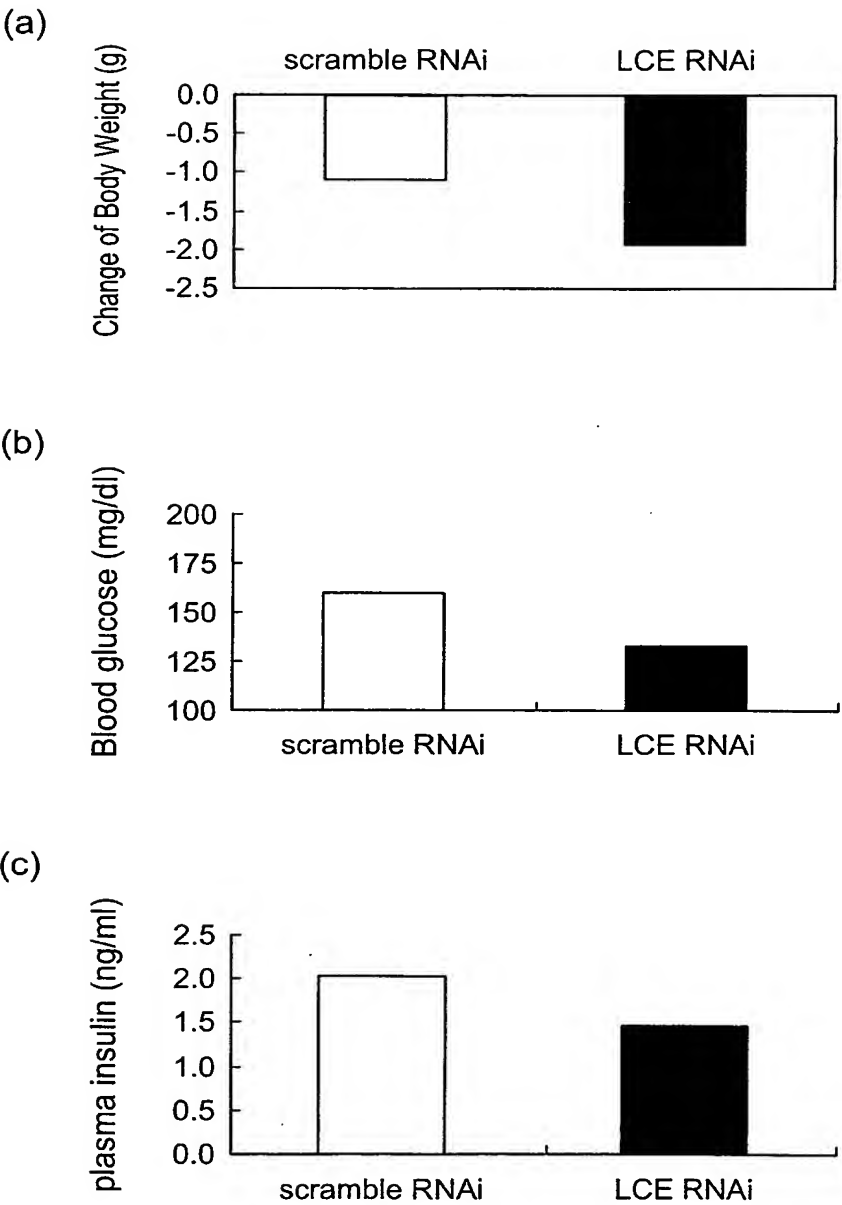 (a)
scramble RNAi LCE RNAi
Change of Body Weight (g)
0.0
-0.5
-1.0
-1.5
-2.0
-2.5
(b)
Blood glucose (mg/dl)
200
175
150
125
100
scramble RNAi LCE RNAi
(c)
plasma insulin (ng/ml)
2.5
2.0
1.5
1.0
0.5
0.0
scramble RNAi LCE RNAi